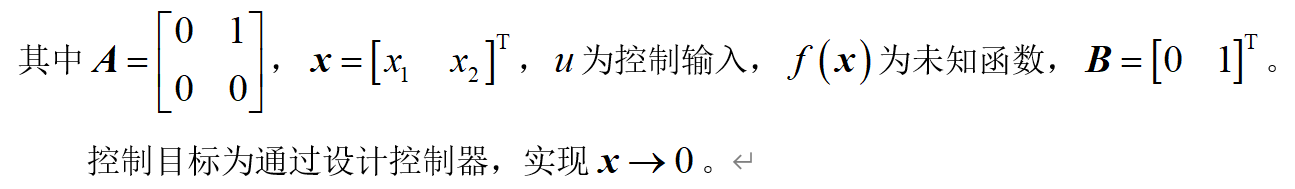 其中 A = [0 1; 0 0]，x = [x₁ x₂]ᵀ，u 为控制输入，f(x) 为未知函数，B = [0 1]ᵀ。
控制目标为通过设计控制器，实现 x → 0。↵